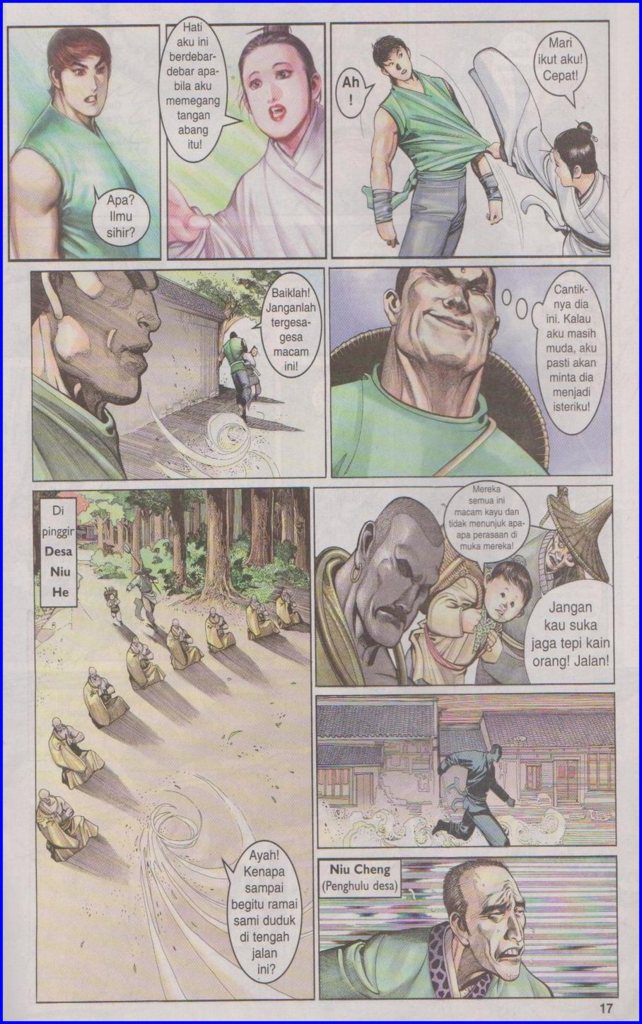 Apa?
Ilmu
sihir?
Hati
aku ini
berdebar-
debar apa-
bila aku
memegang
tangan
abang
itu!
Ah
!
Mari
ikut aku!
Cepat!
Baiklah!
Janganlah
tergesa-
gesa
macam
ini!
Cantik-
nya dia
ini. Kalau
aku masih
muda, aku
pasti akan
minta dia
menjadi
isteriku!
Di
pinggir
Desa
Niu
He
Ayah!
Kenapa
sampai
begitu ramai
sami duduk
di tengah
jalan
ini?
Mereka
semua ini
macam kayu dan
tidak menunjuk apa-
apa perasaan di
muka mereka!
Jangan
kau suka
jaga tepi kain
orang! Jalan!
Niu Cheng
(Penghulu desa)
17